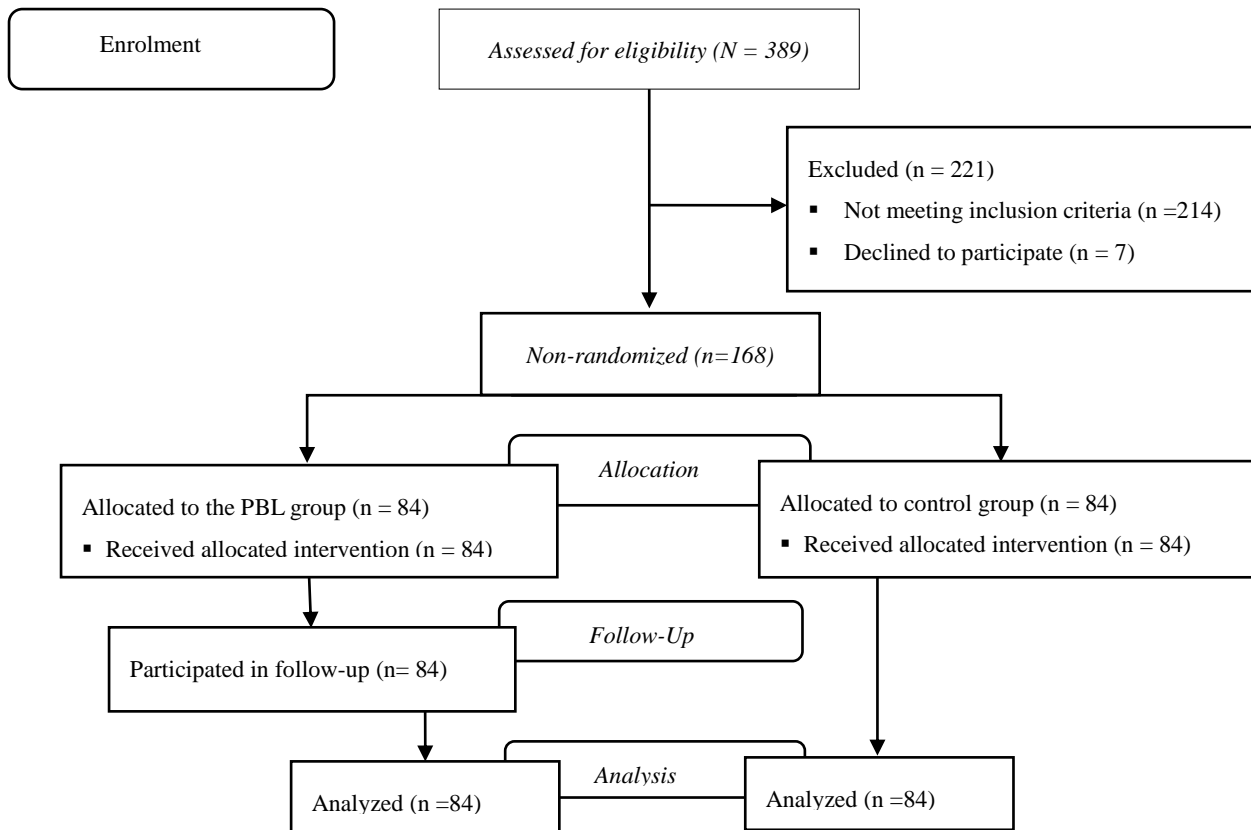 Enrolment
Assessed for eligibility (N = 389)
Excluded (n = 221)
▪ Not meeting inclusion criteria (n =214)
▪ Declined to participate (n = 7)
Non-randomized (n=168)
Allocation
Allocated to the PBL group (n = 84)
▪ Received allocated intervention (n = 84)
Allocated to control group (n = 84)
▪ Received allocated intervention (n = 84)
Follow-Up
Participated in follow-up (n= 84)
Analysis
Analyzed (n =84)
Analyzed (n =84)